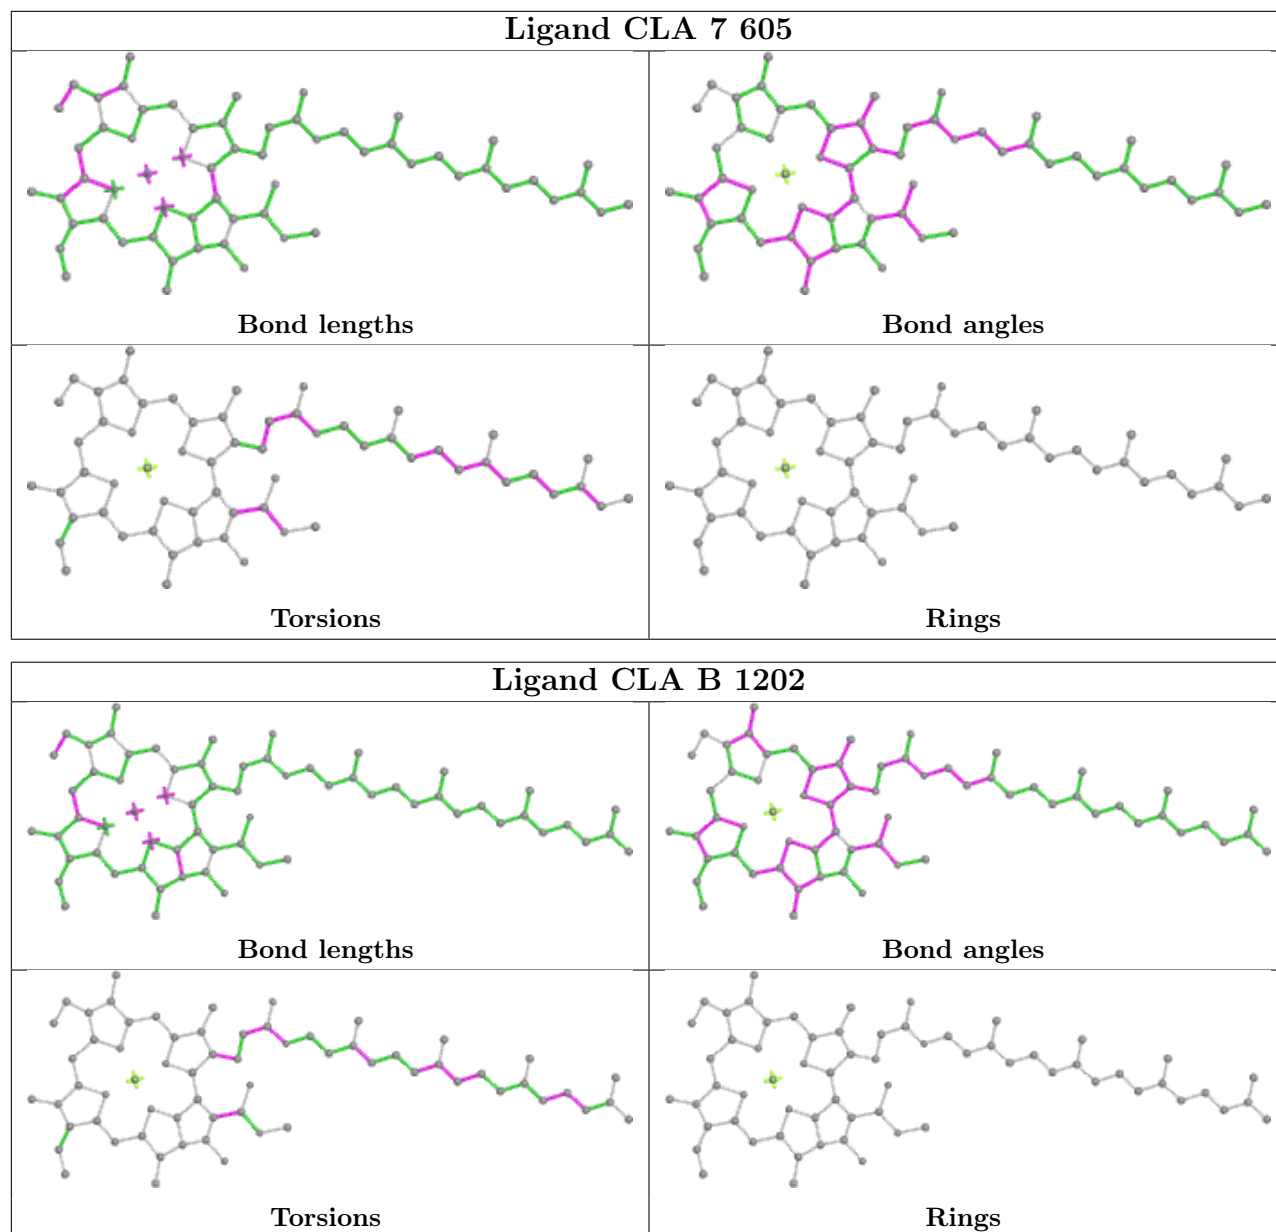 Ligand CLA 7 605
Bond lengths
Bond angles
Torsions
Rings
Ligand CLA B 1202
Bond lengths
Bond angles
Torsions
Rings